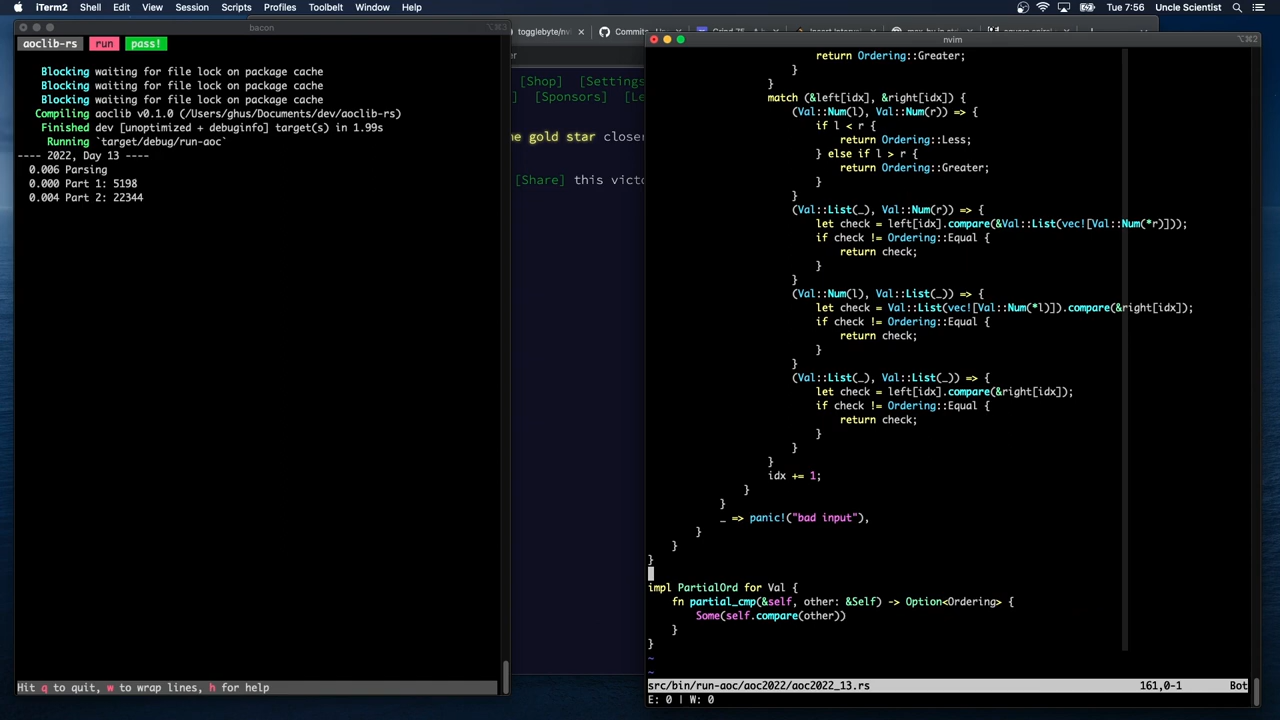 iTerm2 Shell Edit View Session Scripts Profiles Toolbelt Window Help
Tue 7:56 Uncle Scientist
bacon
⌥⌘3
aoclib-rs run pass!
Blocking waiting for file lock on package cache
Blocking waiting for file lock on package cache
Blocking waiting for file lock on package cache
Compiling aoclib v0.1.0 (/Users/ghus/Documents/dev/aoclib-rs)
Finished dev [unoptimized + debuginfo] target(s) in 1.99s
Running `target/debug/run-aoc`
---- 2022, Day 13 ----
0.006 Parsing
0.000 Part 1: 5198
0.004 Part 2: 22344
Hit q to quit, w to wrap lines, h for help
togglebyte/nv
Commits
[Shop] [Settings
] [Sponsors] [Le
e gold star closer
[Share] this victo
nvim
⌥⌘2
return Ordering::Greater;
}
}
match (&left[idx], &right[idx]) {
(Val::Num(l), Val::Num(r)) => {
if l < r {
return Ordering::Less;
} else if l > r {
return Ordering::Greater;
}
}
(Val::List(_), Val::Num(r)) => {
let check = left[idx].compare(&Val::List(vec![Val::Num(*r)]));
if check != Ordering::Equal {
return check;
}
}
(Val::Num(l), Val::List(_)) => {
let check = Val::List(vec![Val::Num(*l)]).compare(&right[idx]);
if check != Ordering::Equal {
return check;
}
}
(Val::List(_), Val::List(_)) => {
let check = left[idx].compare(&right[idx]);
if check != Ordering::Equal {
return check;
}
}
}
idx += 1;
}
}
_ => panic!("bad input"),
}
}
}
impl PartialOrd for Val {
fn partial_cmp(&self, other: &Self) -> Option<Ordering> {
Some(self.compare(other))
}
}
~
~
src/bin/run-aoc/aoc2022/aoc2022_13.rs 161,0-1 Bot
E: 0 | W: 0